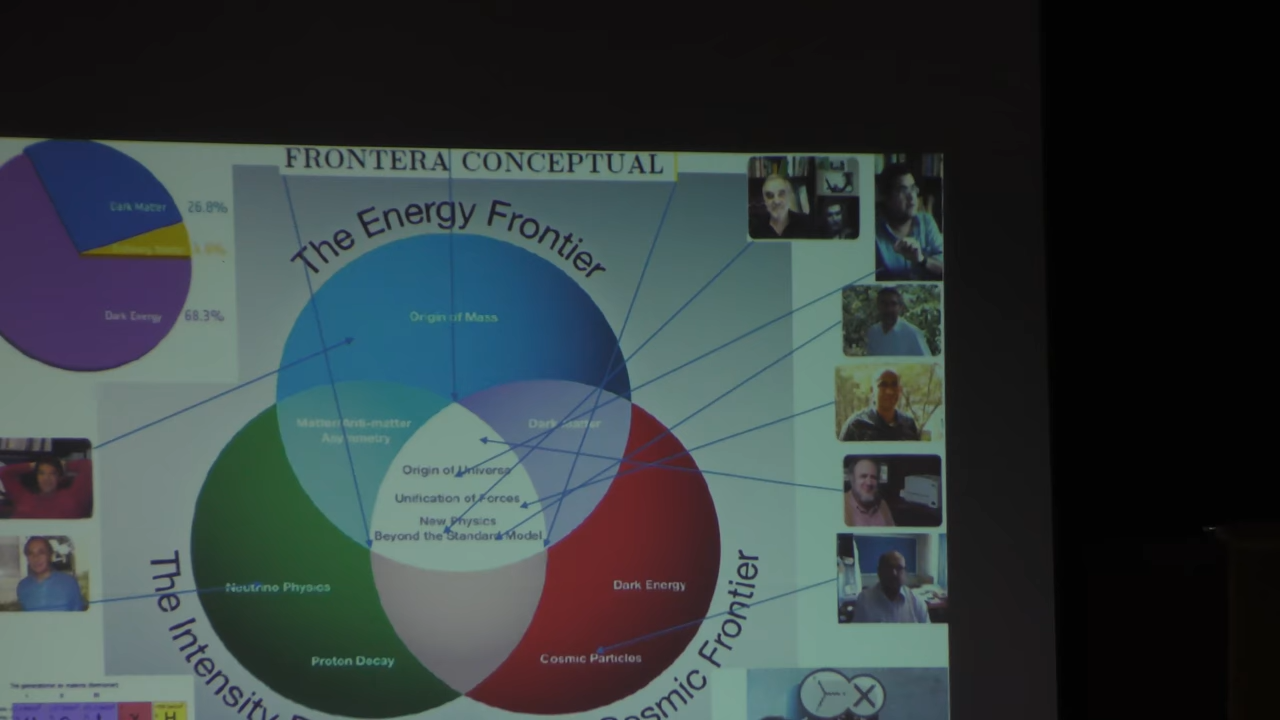 FRONTERA CONCEPTUAL
The Energy Frontier
Dark Matter 26.8%
Dark Energy 68.3%
Origin of Mass
Matter/Anti-matter
Asymmetry
Dark Matter
Origin of Universe
Unification of Forces
New Physics
Beyond the Standard Model
Neutrino Physics
Dark Energy
Proton Decay
Cosmic Particles
The Intensity
Cosmic Frontier